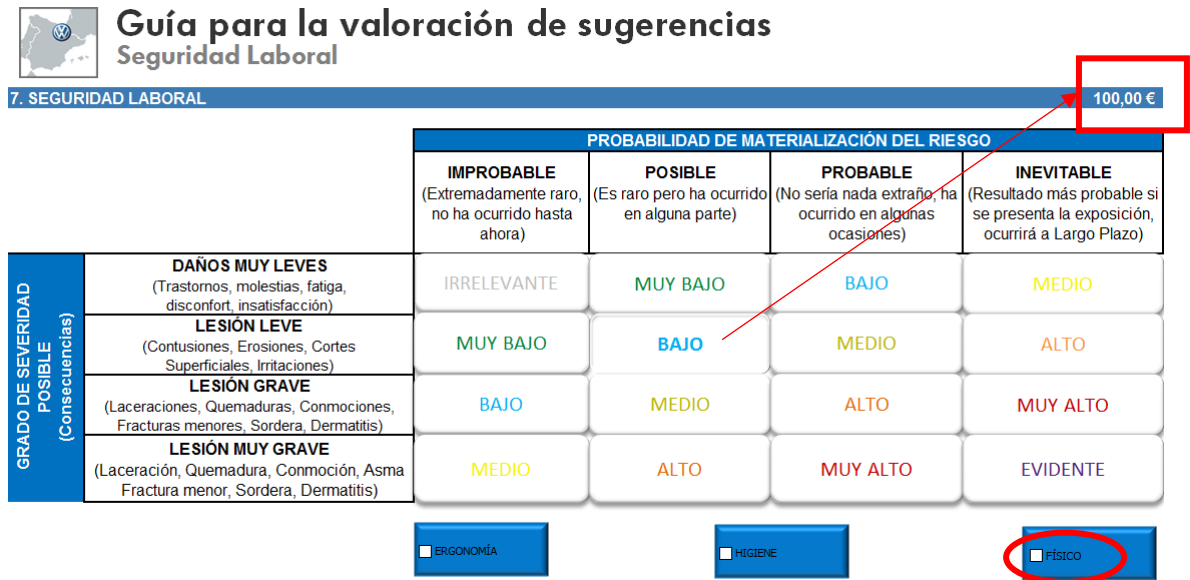 Guía para la valoración de sugerencias
Seguridad Laboral
7. SEGURIDAD LABORAL
100,00 €
PROBABILIDAD DE MATERIALIZACIÓN DEL RIESGO
IMPROBABLE
(Extremadamente raro,
no ha ocurrido hasta
ahora)
POSIBLE
(Es raro pero ha ocurrido
en alguna parte)
PROBABLE
(No sería nada extraño, ha
ocurrido en algunas
ocasiones)
INEVITABLE
(Resultado más probable si
se presenta la exposición,
ocurrirá a Largo Plazo)
GRADO DE SEVERIDAD
POSIBLE
(Consecuencias)
DAÑOS MUY LEVES
(Trastornos, molestias, fatiga,
disconfort, insatisfacción)
IRRELEVANTE
MUY BAJO
BAJO
MEDIO
LESIÓN LEVE
(Contusiones, Erosiones, Cortes
Superficiales, Irritaciones)
MUY BAJO
BAJO
MEDIO
ALTO
LESIÓN GRAVE
(Laceraciones, Quemaduras, Conmociones,
Fracturas menores, Sordera, Dermatitis)
BAJO
MEDIO
ALTO
MUY ALTO
LESIÓN MUY GRAVE
(Laceración, Quemadura, Conmoción, Asma
Fractura menor, Sordera, Dermatitis)
MEDIO
ALTO
MUY ALTO
EVIDENTE
ERGONOMÍA
HIGIENE
FÍSICO